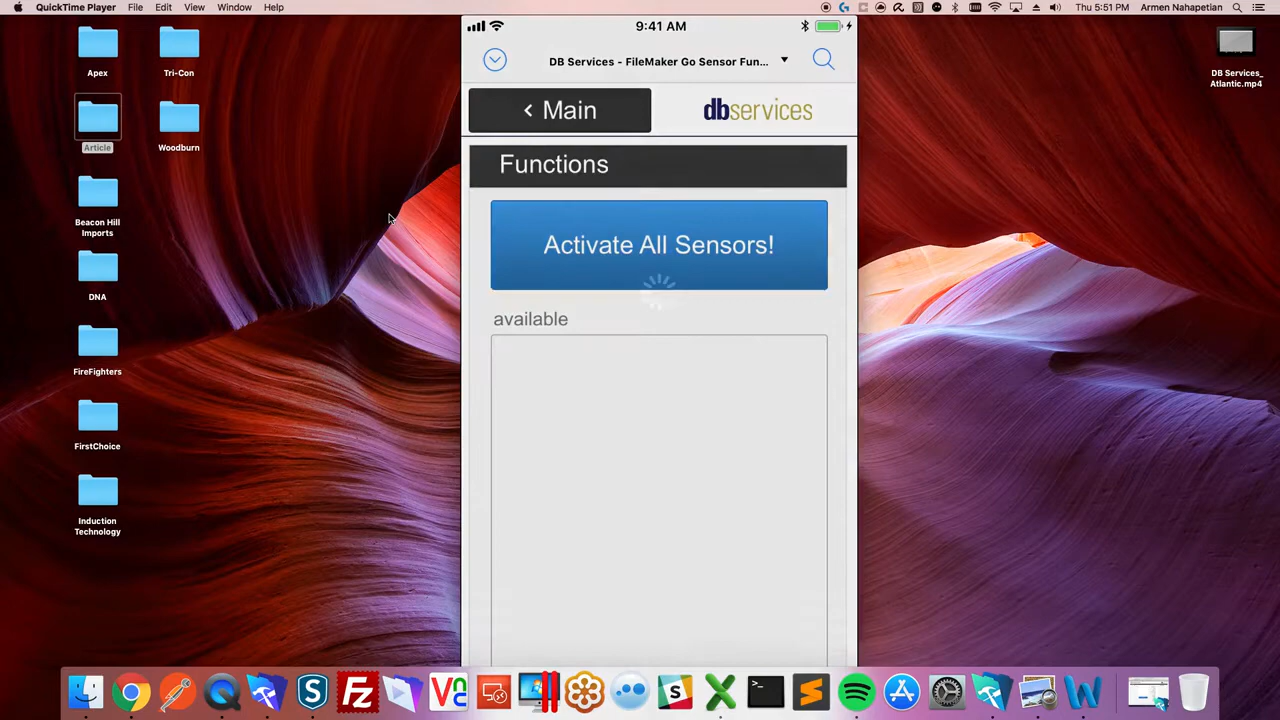 QuickTime Player File Edit View Window Help
Thu 5:51 PM Armen Nahapetian
Apex
Tri-Con
Article
Woodburn
Beacon Hill
Imports
DNA
FireFighters
FirstChoice
Induction
Technology
9:41 AM
DB Services - FileMaker Go Sensor Fun...
Main
dbservices
Functions
Activate All Sensors!
available
DB Services_
Atlantic.mp4